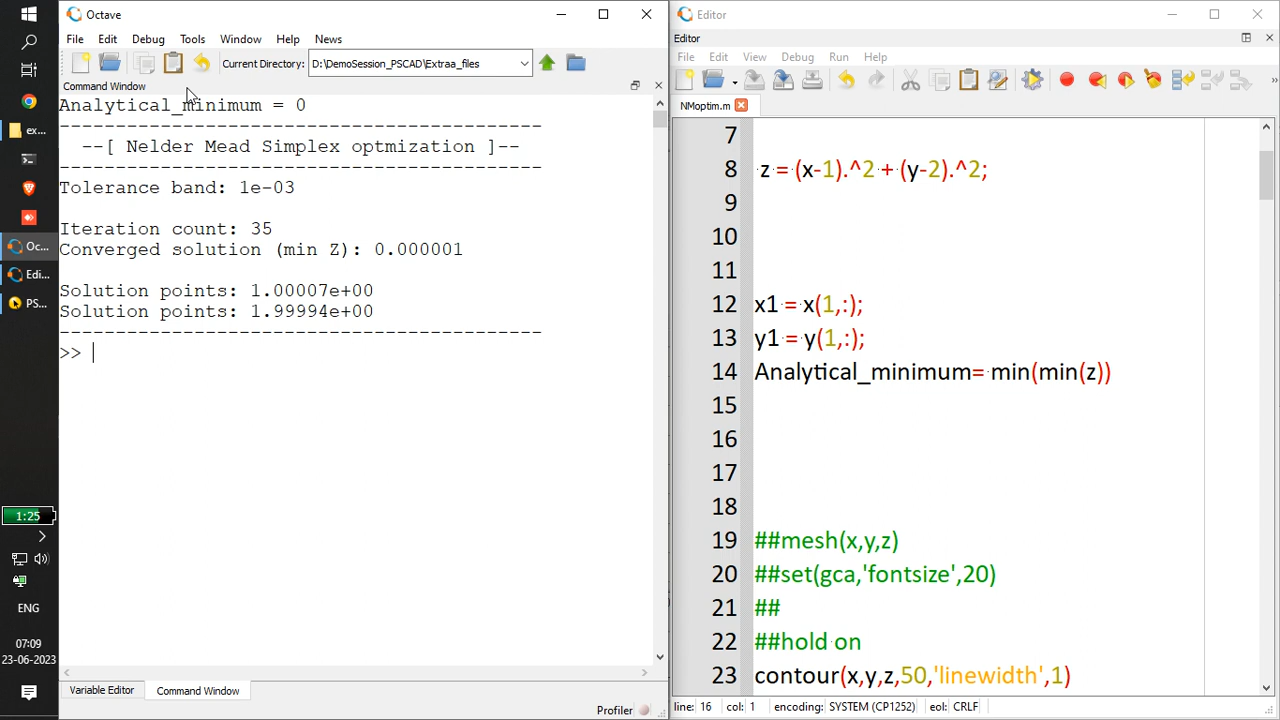 Octave
File Edit Debug Tools Window Help News
Current Directory: D:\DemoSession_PSCAD\Extraa_files
Command Window
Analytical_minimum = 0
-----------------------------------------
--[ Nelder Mead Simplex optmization ]--
-----------------------------------------
Tolerance band: 1e-03
Iteration count: 35
Converged solution (min Z): 0.000001
Solution points: 1.00007e+00
Solution points: 1.99994e+00
-----------------------------------------
>>
Variable Editor Command Window
Profiler
Editor
Editor
File Edit View Debug Run Help
NMoptim.m
7
8 z = (x-1).^2 + (y-2).^2;
9
10
11
12 x1 = x(1,:);
13 y1 = y(1,:);
14 Analytical_minimum= min(min(z))
15
16
17
18
19 ##mesh(x,y,z)
20 ##set(gca,'fontsize',20)
21 ##
22 ##hold on
23 contour(x,y,z,50,'linewidth',1)
line: 16 col: 1 encoding: SYSTEM (CP1252) eol: CRLF
ex...
Oc...
Edi...
PS...
1:25
ENG
07:09
23-06-2023